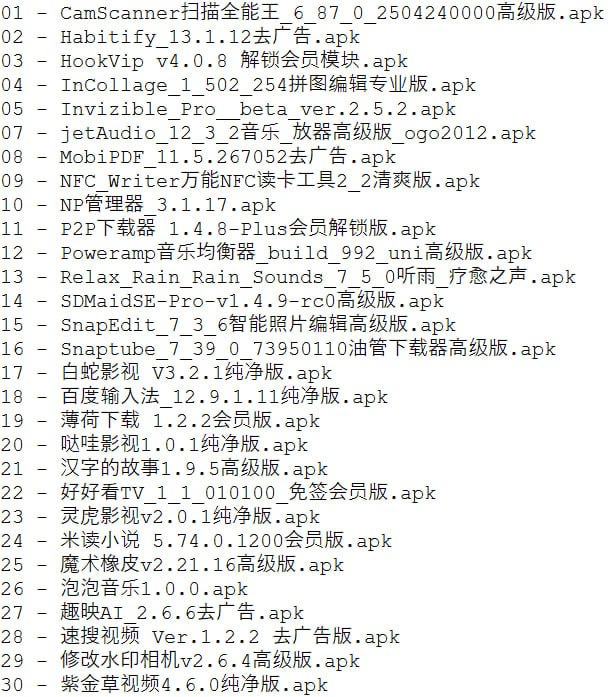 01 - CamScanner扫描全能王_6_87_0_2504240000高级版.apk
02 - Habitify_13.1.12去广告.apk
03 - HookVip v4.0.8 解锁会员模块.apk
04 - InCollage_1_502_254拼图编辑专业版.apk
05 - Invizible_Pro__beta_ver.2.5.2.apk
07 - jetAudio_12_3_2音乐_放器高级版_ogo2012.apk
08 - MobiPDF_11.5.267052去广告.apk
09 - NFC_Writer万能NFC读卡工具2_2清爽版.apk
10 - NP管理器_3.1.17.apk
11 - P2P下载器 1.4.8-Plus会员解锁版.apk
12 - Poweramp音乐均衡器_build_992_uni高级版.apk
13 - Relax_Rain_Rain_Sounds_7_5_0听雨_疗愈之声.apk
14 - SDMaidSE-Pro-v1.4.9-rc0高级版.apk
15 - SnapEdit_7_3_6智能照片编辑高级版.apk
16 - Snaptube_7_39_0_73950110油管下载器高级版.apk
17 - 白蛇影视 V3.2.1纯净版.apk
18 - 百度输入法_12.9.1.11纯净版.apk
19 - 薄荷下载 1.2.2会员版.apk
20 - 哒哇影视1.0.1纯净版.apk
21 - 汉字的故事1.9.5高级版.apk
22 - 好好看TV_1_1_010100_免签会员版.apk
23 - 灵虎影视v2.0.1纯净版.apk
24 - 米读小说 5.74.0.1200会员版.apk
25 - 魔术橡皮v2.21.16高级版.apk
26 - 泡泡音乐1.0.0.apk
27 - 趣映AI_2.6.6去广告.apk
28 - 速搜视频 Ver.1.2.2 去广告版.apk
29 - 修改水印相机v2.6.4高级版.apk
30 - 紫金草视频4.6.0纯净版.apk